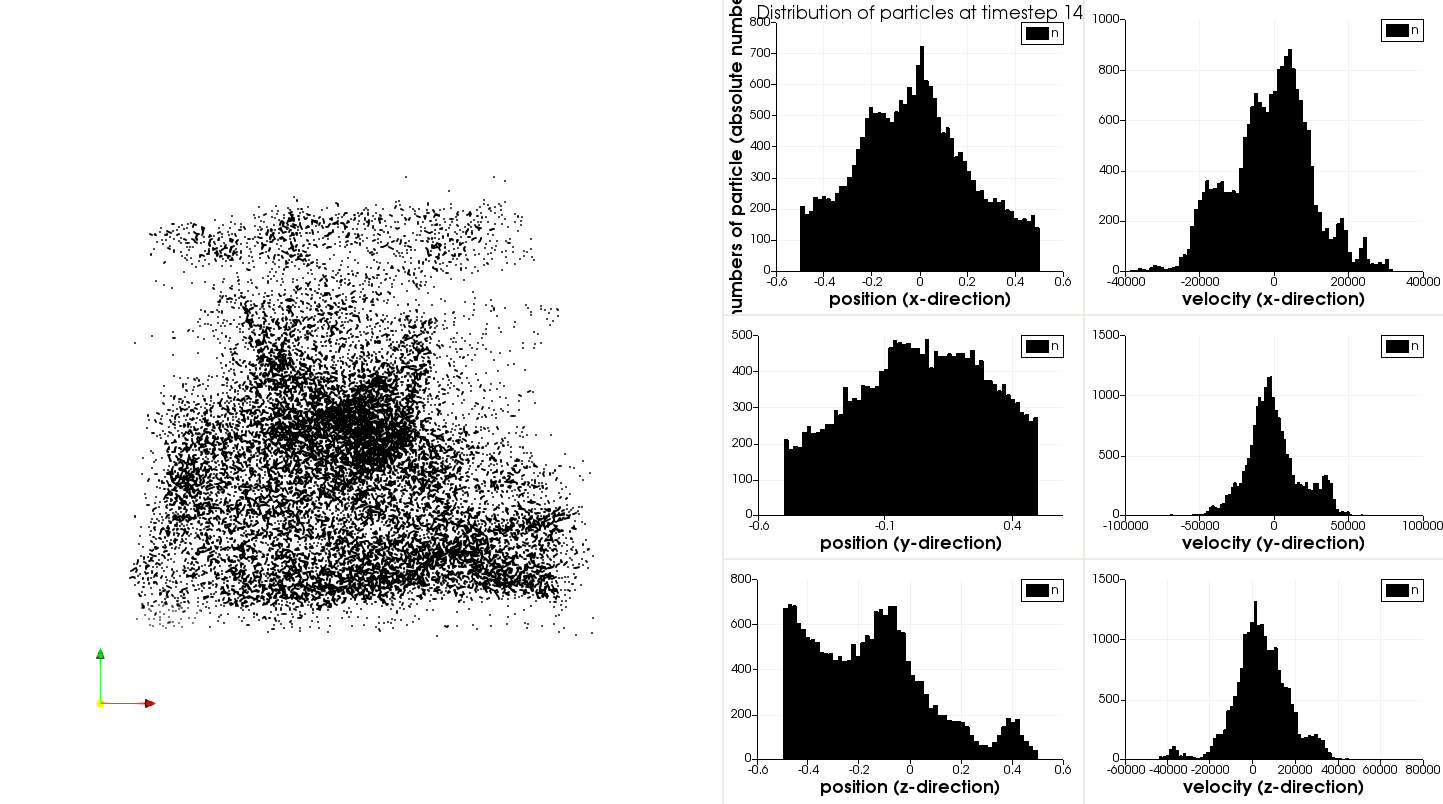 Distribution of particles at timestep 14
numbers of particle (absolute numbe
800
700
600
500
400
300
200
100
0
-0.6 -0.4 -0.2 0 0.2 0.4 0.6
position (x-direction)
n
1000
800
600
400
200
0
-40000 -20000 0 20000 40000
velocity (x-direction)
n
500
400
300
200
100
0
-0.6 -0.1 0.4
position (y-direction)
n
1500
1000
500
0
-100000 -50000 0 50000 100000
velocity (y-direction)
n
800
600
400
200
0
-0.6 -0.4 -0.2 0 0.2 0.4 0.6
position (z-direction)
n
1500
1000
500
0
-60000 -40000 -20000 0 20000 40000 60000 80000
velocity (z-direction)
n